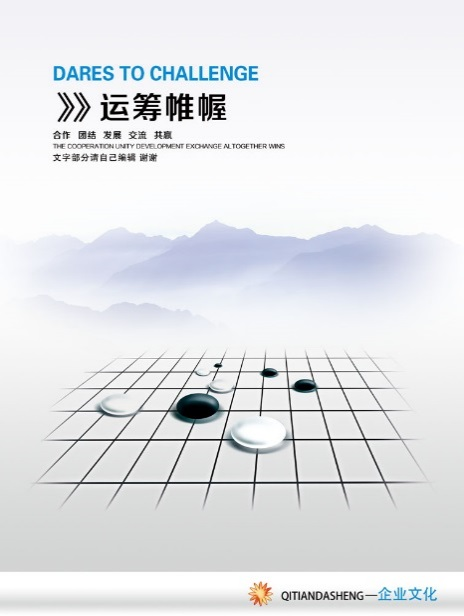 DARES TO CHALLENGE
运筹帷幄
合作 团结 发展 交流 共赢
THE COOPERATION UNITY DEVELOPMENT EXCHANGE ALTOGETHER WINS
文字部分请自己编辑 谢谢
QITIANDASHENG—企业文化